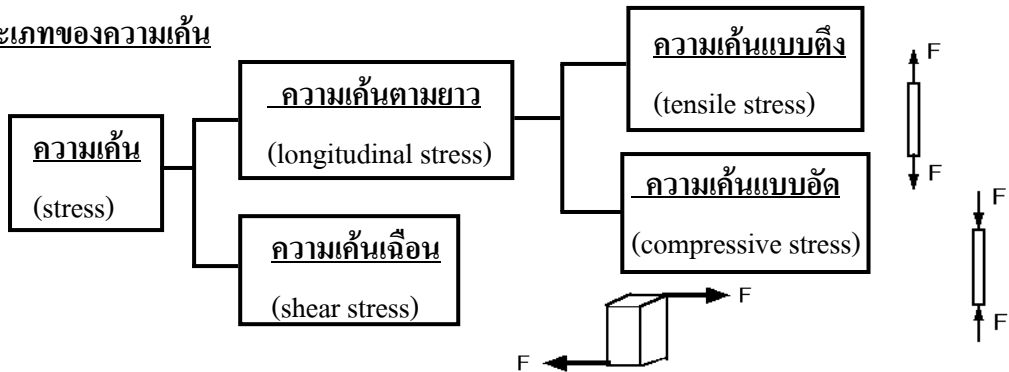 ะเภทของความเค้น
ความเค้น
(stress)
ความเค้นตามยาว
(longitudinal stress)
ความเค้นเฉือน
(shear stress)
ความเค้นแบบตึง
(tensile stress)
ความเค้นแบบอัด
(compressive stress)
F
F
F
F
F
F